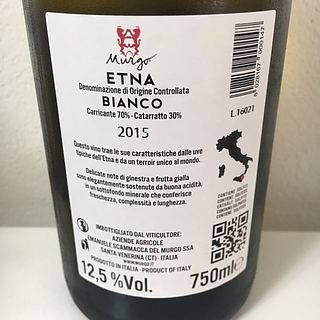 Murgo
ETNA
Denominazione di Origine Controllata
BIANCO
Carricante 70% - Catarratto 30%
2015
Questo vino trae le sue caratteristiche dalle uve
tipiche dell'Etna e da un terroir unico al mondo.
Delicate note di ginestra e frutta gialla
sono elegantemente sostenute da buona acidità,
in un sottofondo minerale che conferisce
freschezza, complessità e lunghezza.
IMBOTTIGLIATO DAL VITICULTORE:
AZIENDE AGRICOLE
EMANUELE SCAMMACCA DEL MURGO SAS
SANTA VENERINA (CT) - ITALIA
WWW.MURGO.IT
PRODOTTO IN ITALIA - PRODUCT OF ITALY
12,5 %Vol.
750ml e
L.16021
8 028167 000147